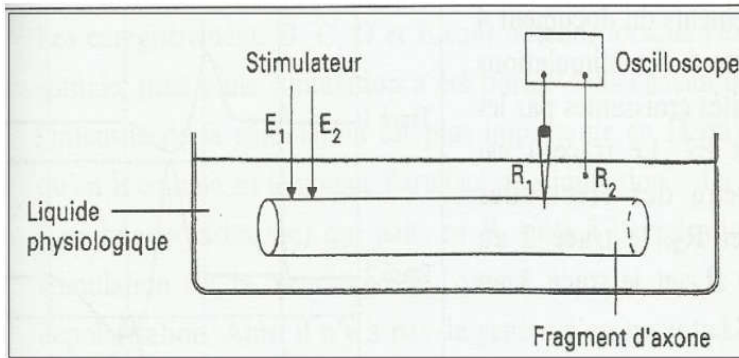 Stimulateur
Oscilloscope
E1 E2
R1 R2
Liquide
physiologique
Fragment d'axone